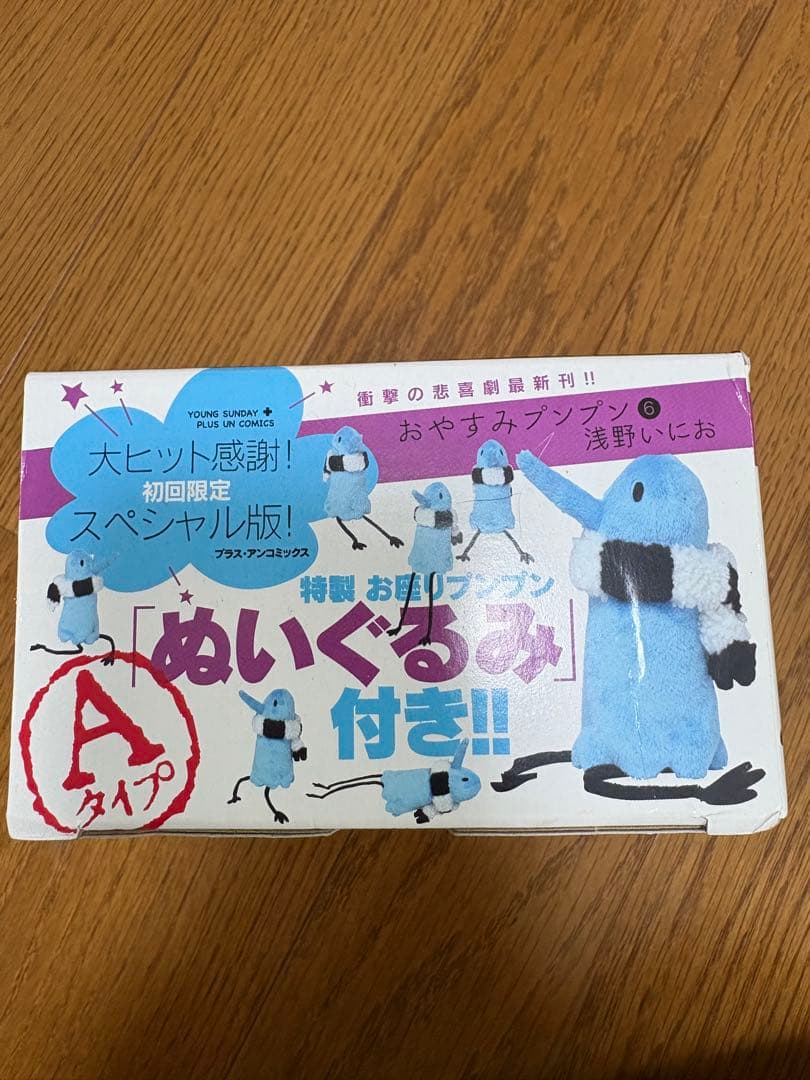 衝撃の悲喜劇最新刊!!
おやすみプンプン❻
浅野いにお
YOUNG SUNDAY ✚
PLUS UN COMICS
大ヒット感謝!
初回限定
スペシャル版!
プラス・アンコミックス
特製 お座りプンプン
「ぬいぐるみ」
付き!!
A
タイプ